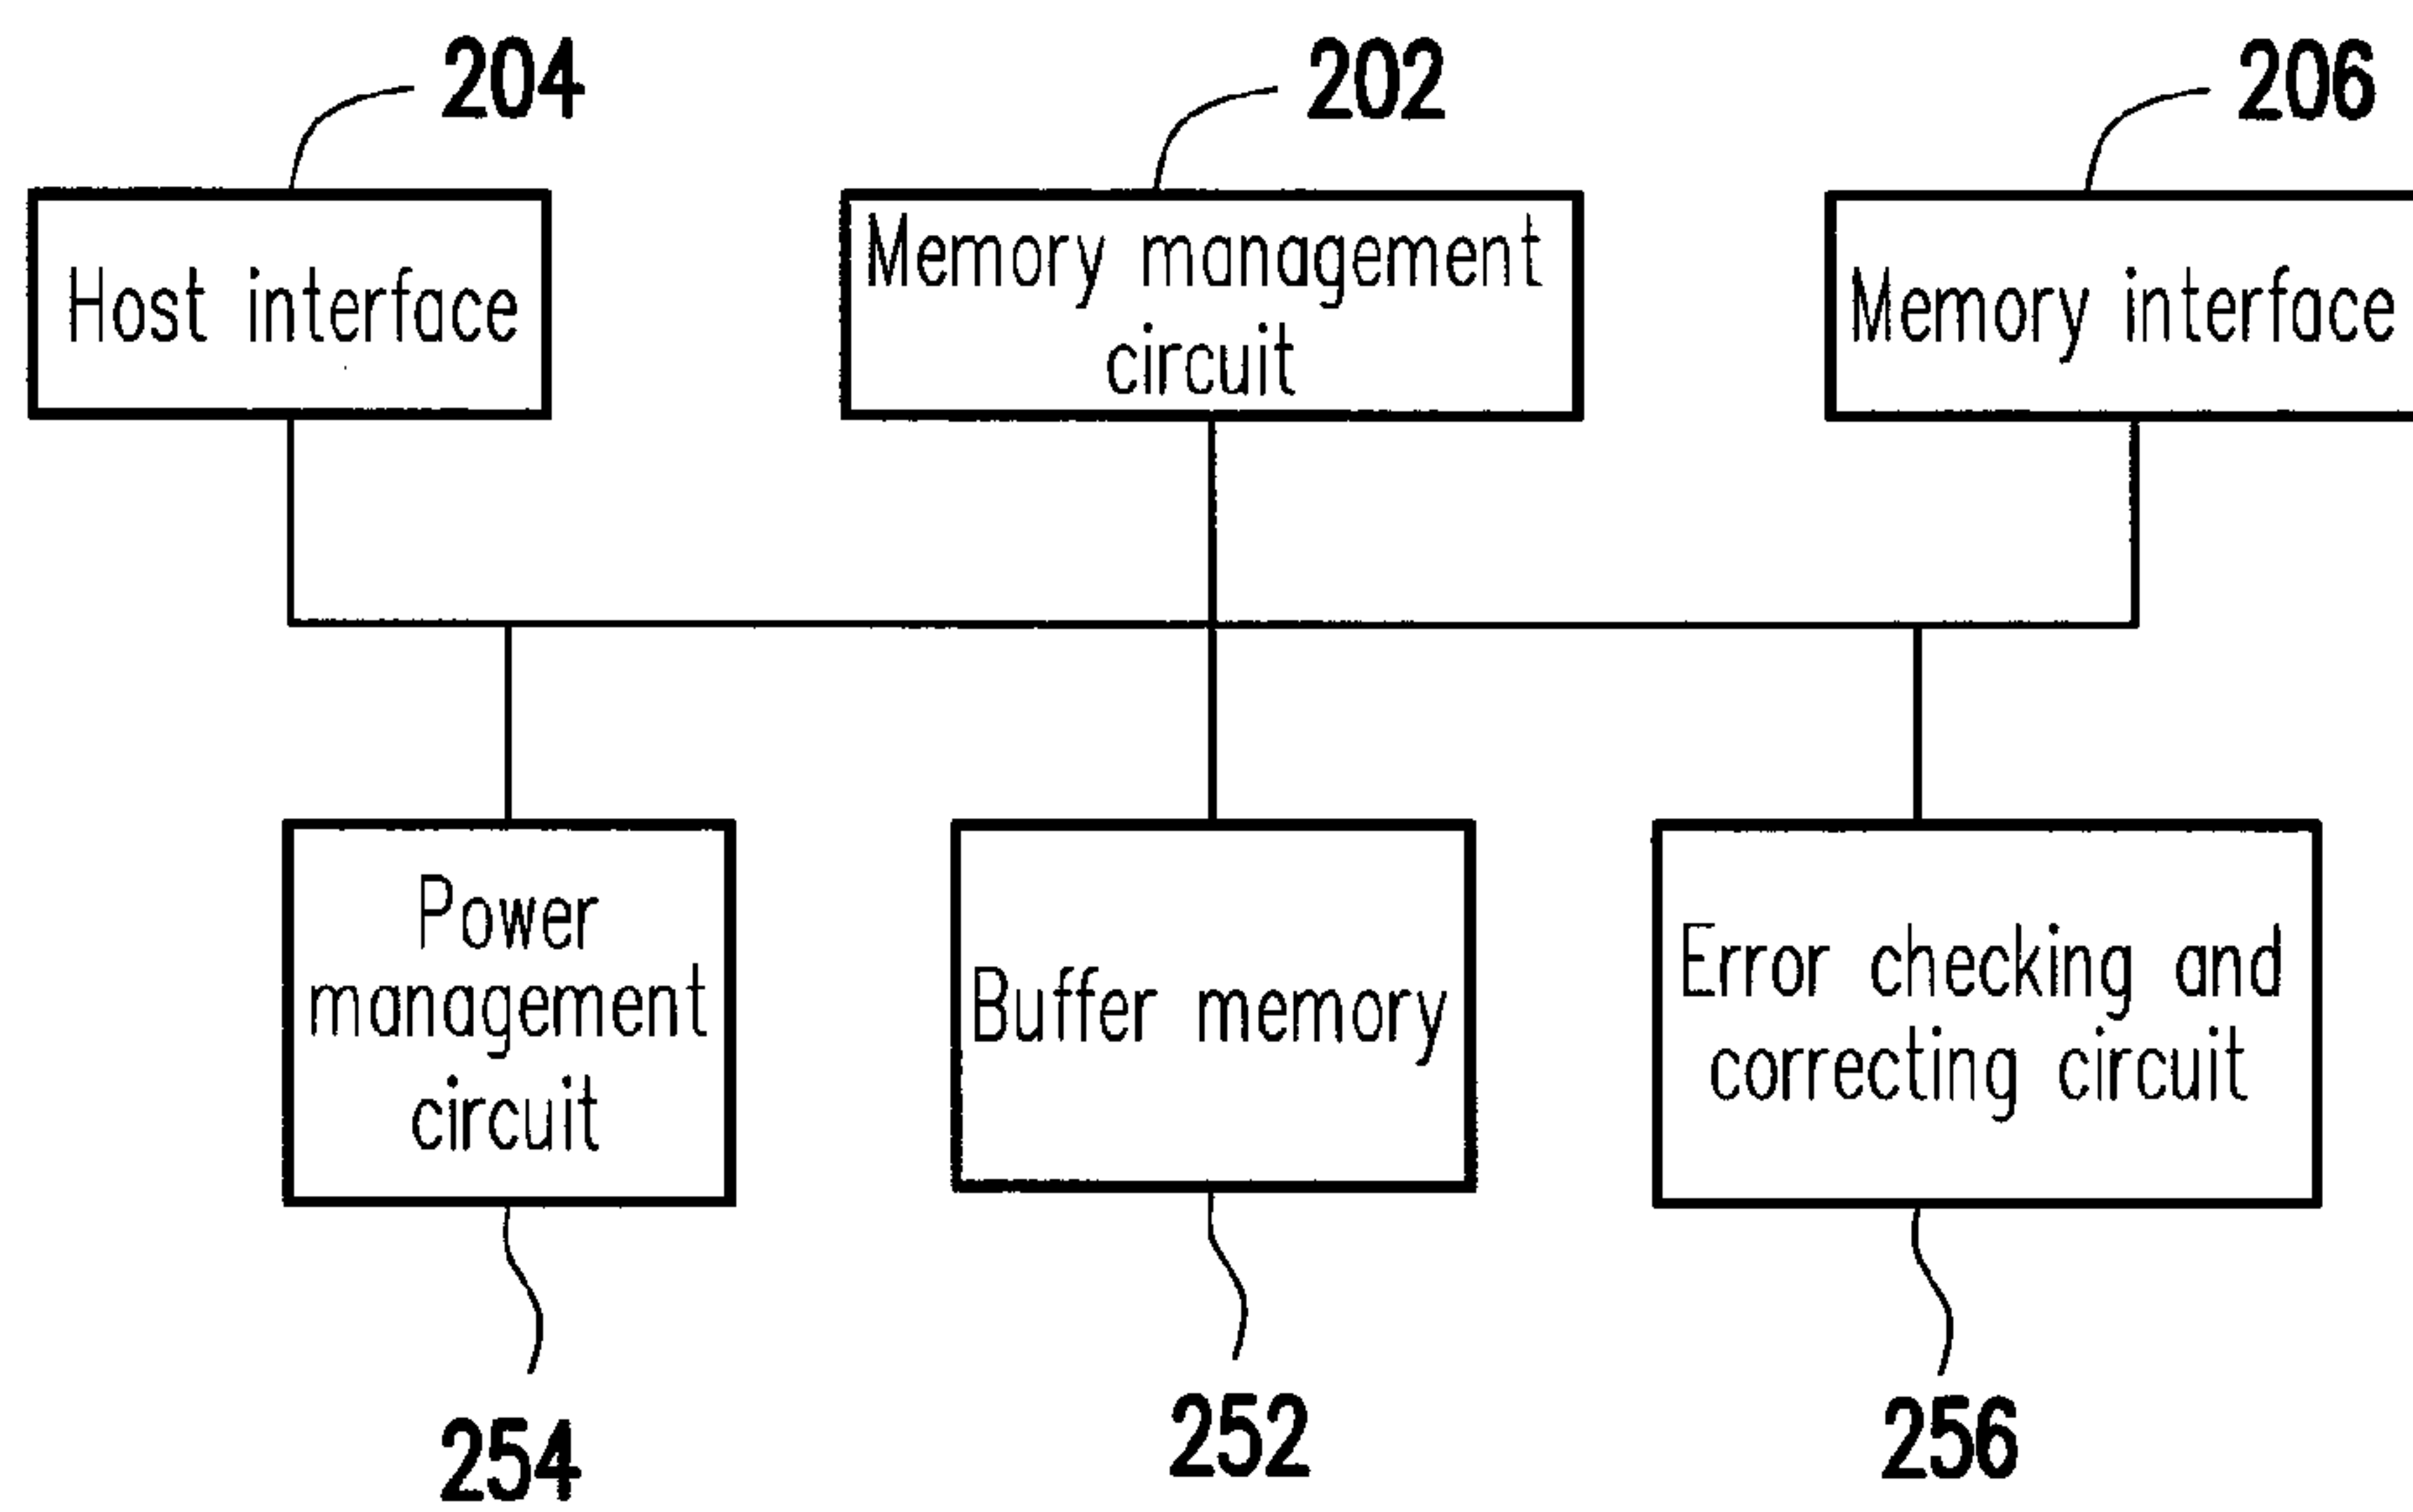 204
202
206
Host interface
Memory management
circuit
Memory interface
Power
management
circuit
Buffer memory
Error checking and
correcting circuit
254
252
256